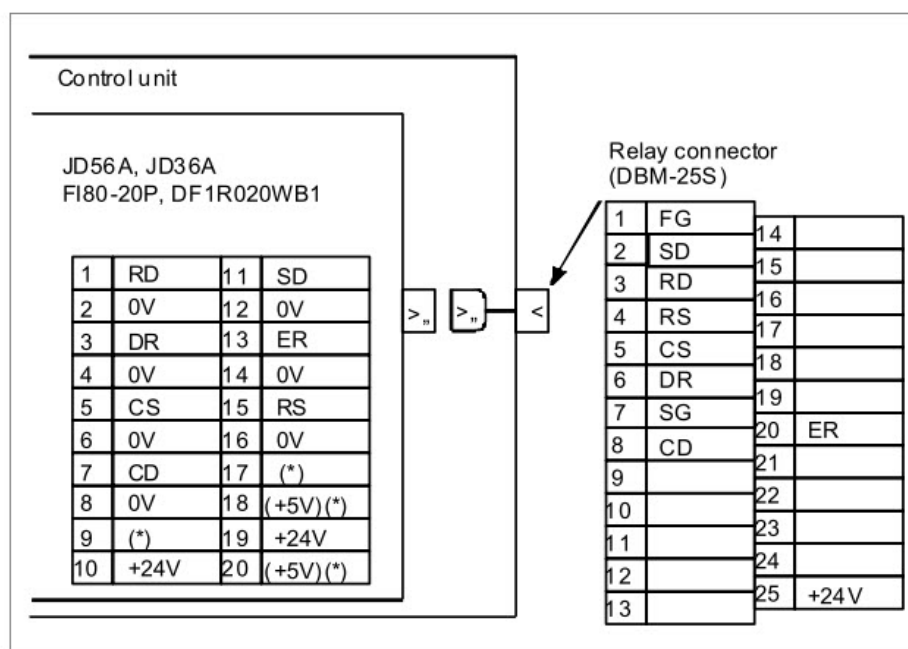 Control unit
JD56A, JD36A
FI80-20P, DF1R020WB1
1 RD 11 SD
2 0V 12 0V
3 DR 13 ER
4 0V 14 0V
5 CS 15 RS
6 0V 16 0V
7 CD 17 (*)
8 0V 18 (+5V)(*)
9 (*) 19 +24V
10 +24V 20 (+5V)(*)
>„ >„ <
Relay connector
(DBM-25S)
1 FG
2 SD
3 RD
4 RS
5 CS
6 DR
7 SG
8 CD
9
10
11
12
13
14
15
16
17
18
19
20 ER
21
22
23
24
25 +24V